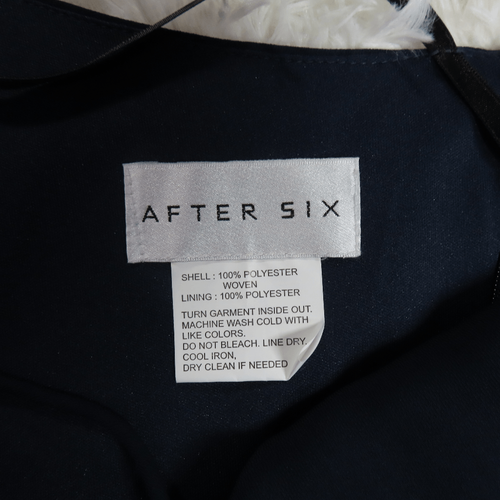 AFTER SIX
SHELL : 100% POLYESTER
WOVEN
LINING : 100% POLYESTER
TURN GARMENT INSIDE OUT.
MACHINE WASH COLD WITH
LIKE COLORS.
DO NOT BLEACH. LINE DRY.
COOL IRON,
DRY CLEAN IF NEEDED